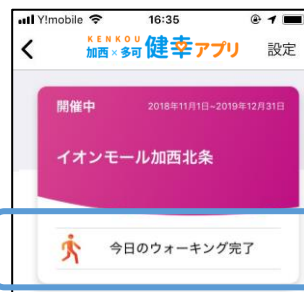 Y!mobile 16:35
KENKOU
加西×多可 健幸アプリ 設定
開催中 2018年11月1日~2019年12月31日
イオンモール加西北条
今日のウォーキング完了